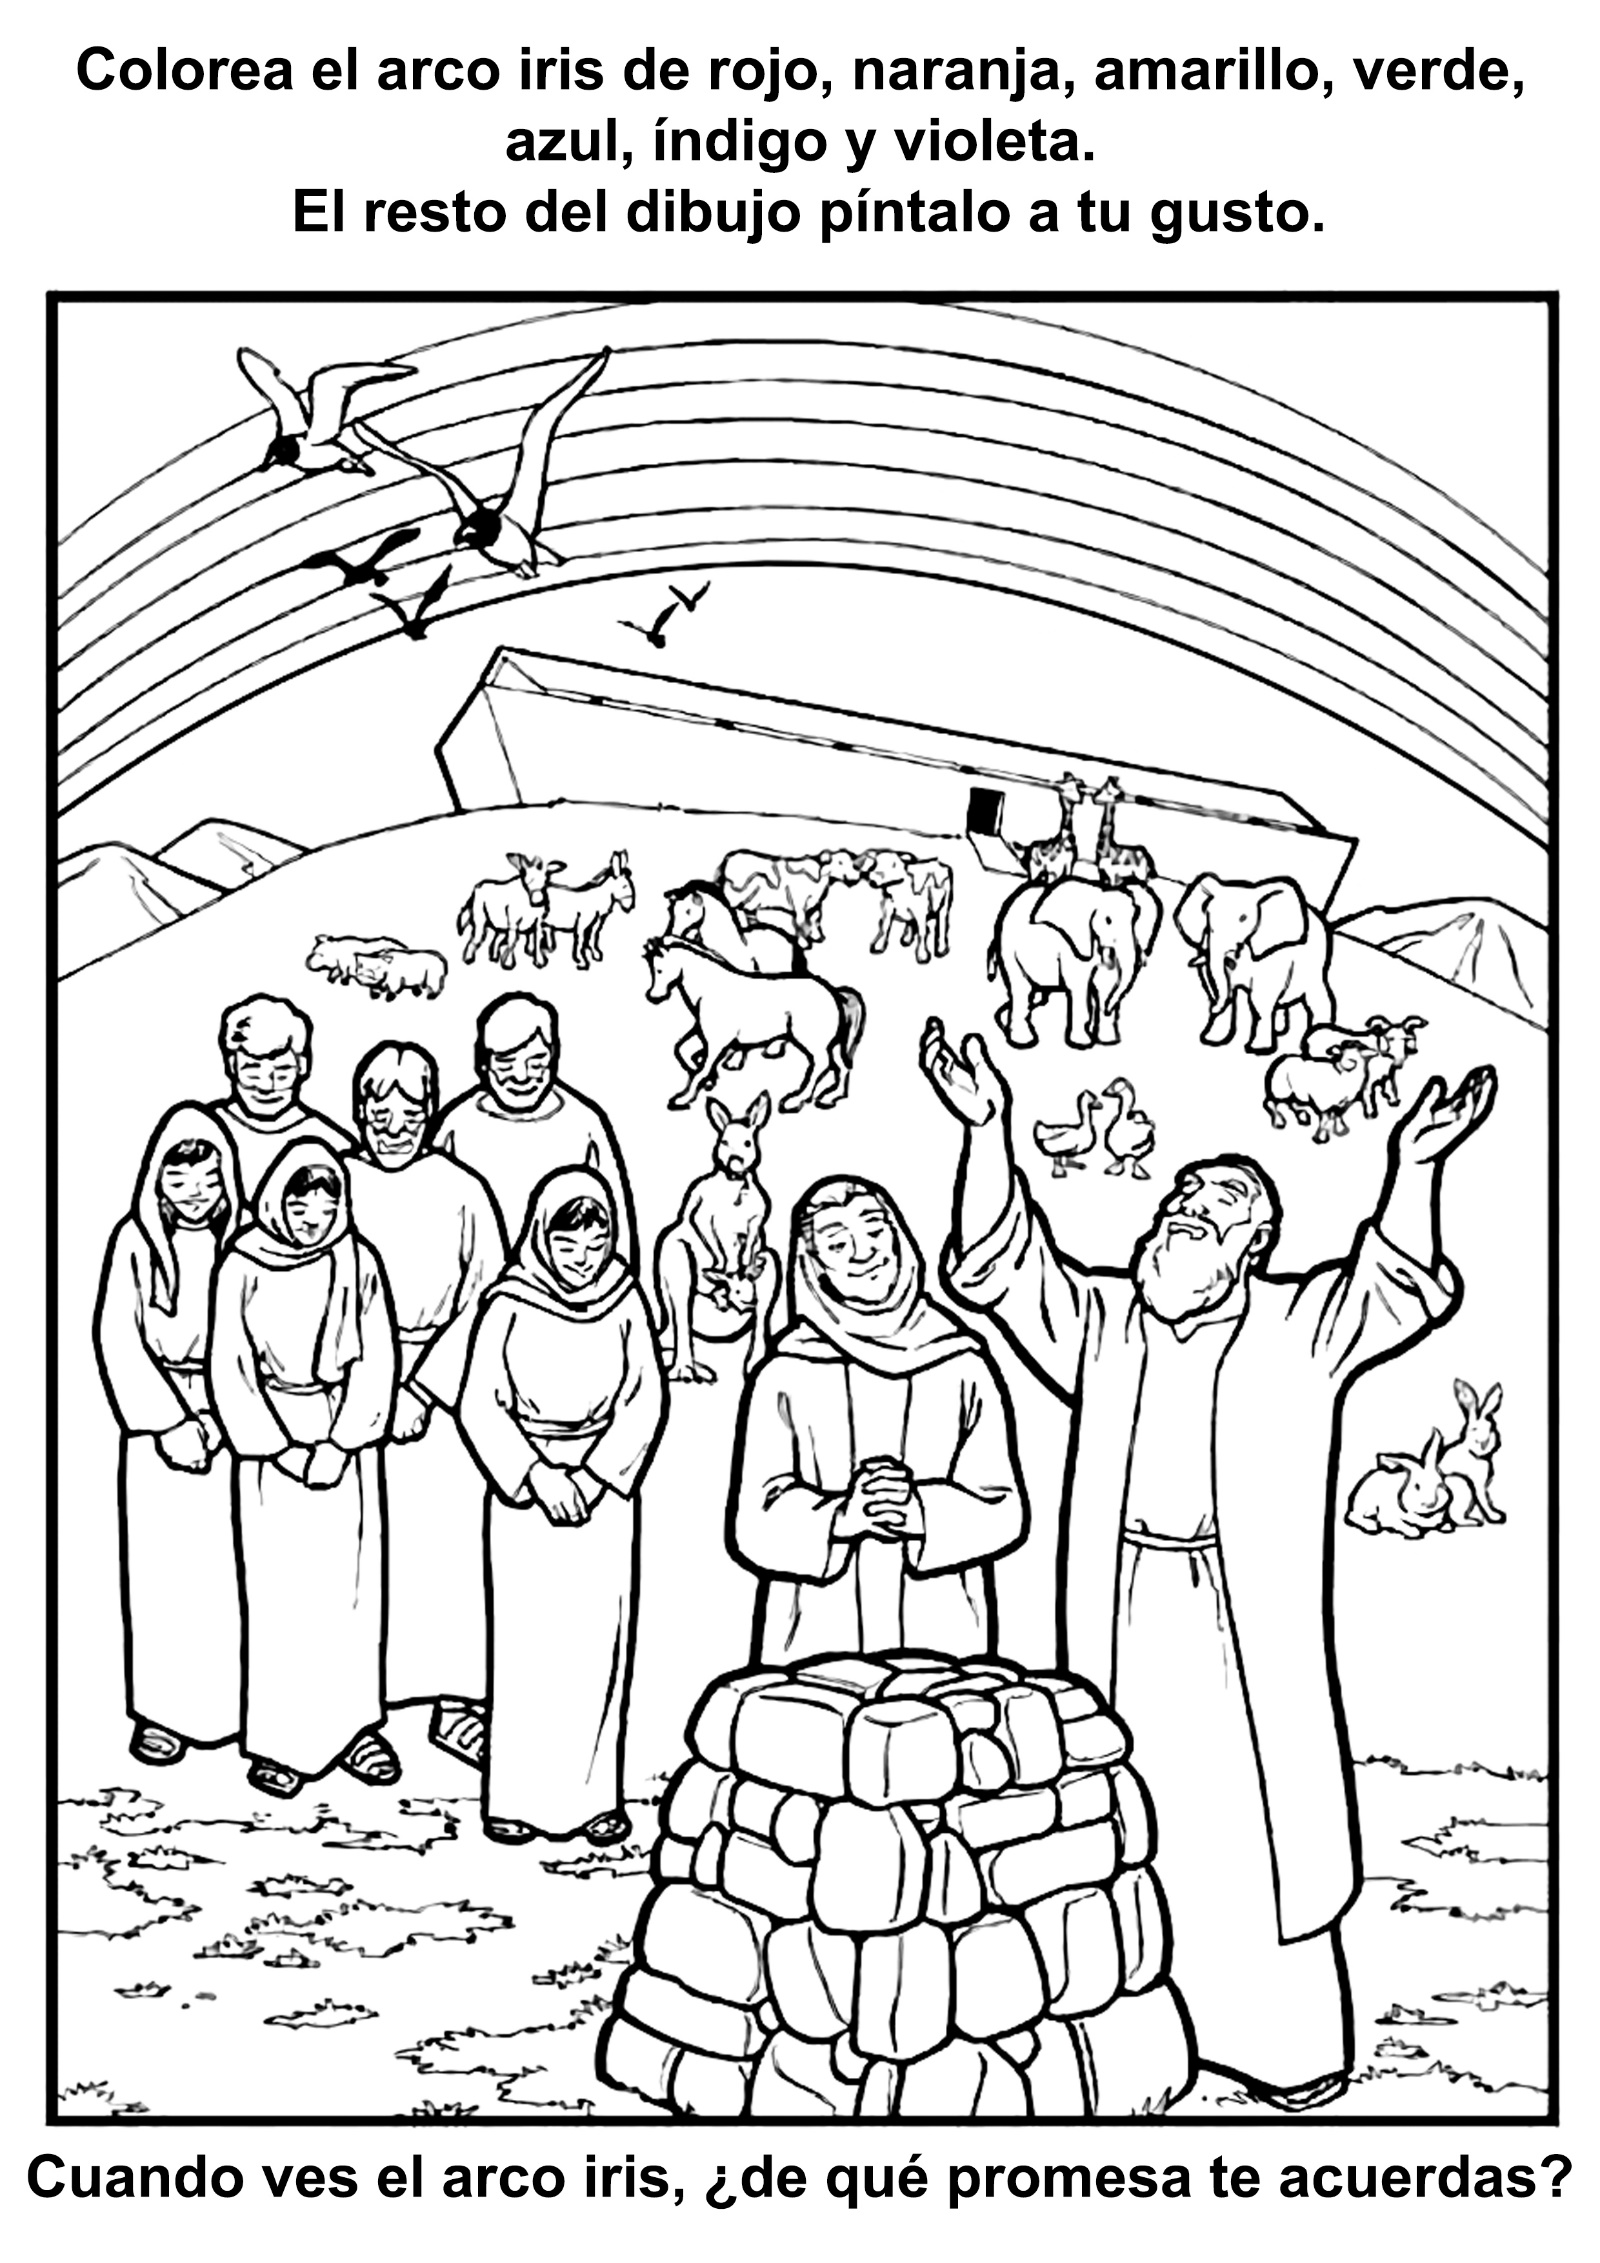 Colorea el arco iris de rojo, naranja, amarillo, verde,
azul, índigo y violeta.
El resto del dibujo píntalo a tu gusto.
Cuando ves el arco iris, ¿de qué promesa te acuerdas?